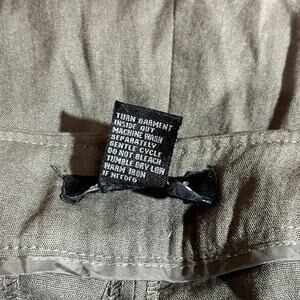 TURN GARMENT
INSIDE OUT
MACHINE WASH
SEPARATELY
GENTLE CYCLE
DO NOT BLEACH
TUMBLE DRY LOW
WARM IRON
IF NEEDED